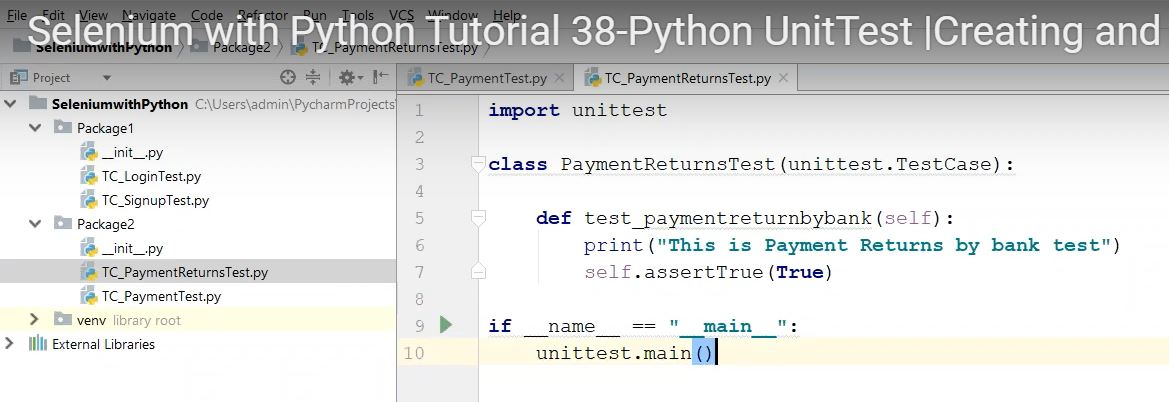 File Edit View Navigate Code Refactor Run Tools VCS Window Help
Selenium with Python Tutorial 38-Python UnitTest |Creating and
SeleniumwithPython Package2 TC_PaymentReturnsTest.py
Project TC_PaymentTest.py TC_PaymentReturnsTest.py
SeleniumwithPython C:\Users\admin\PycharmProjects\
Package1
__init__.py
TC_LoginTest.py
TC_SignupTest.py
Package2
__init__.py
TC_PaymentReturnsTest.py
TC_PaymentTest.py
venv library root
External Libraries
1 import unittest
2
3 class PaymentReturnsTest(unittest.TestCase):
4
5 def test_paymentreturnbybank(self):
6 print("This is Payment Returns by bank test")
7 self.assertTrue(True)
8
9 if __name__ == "__main__":
10 unittest.main()